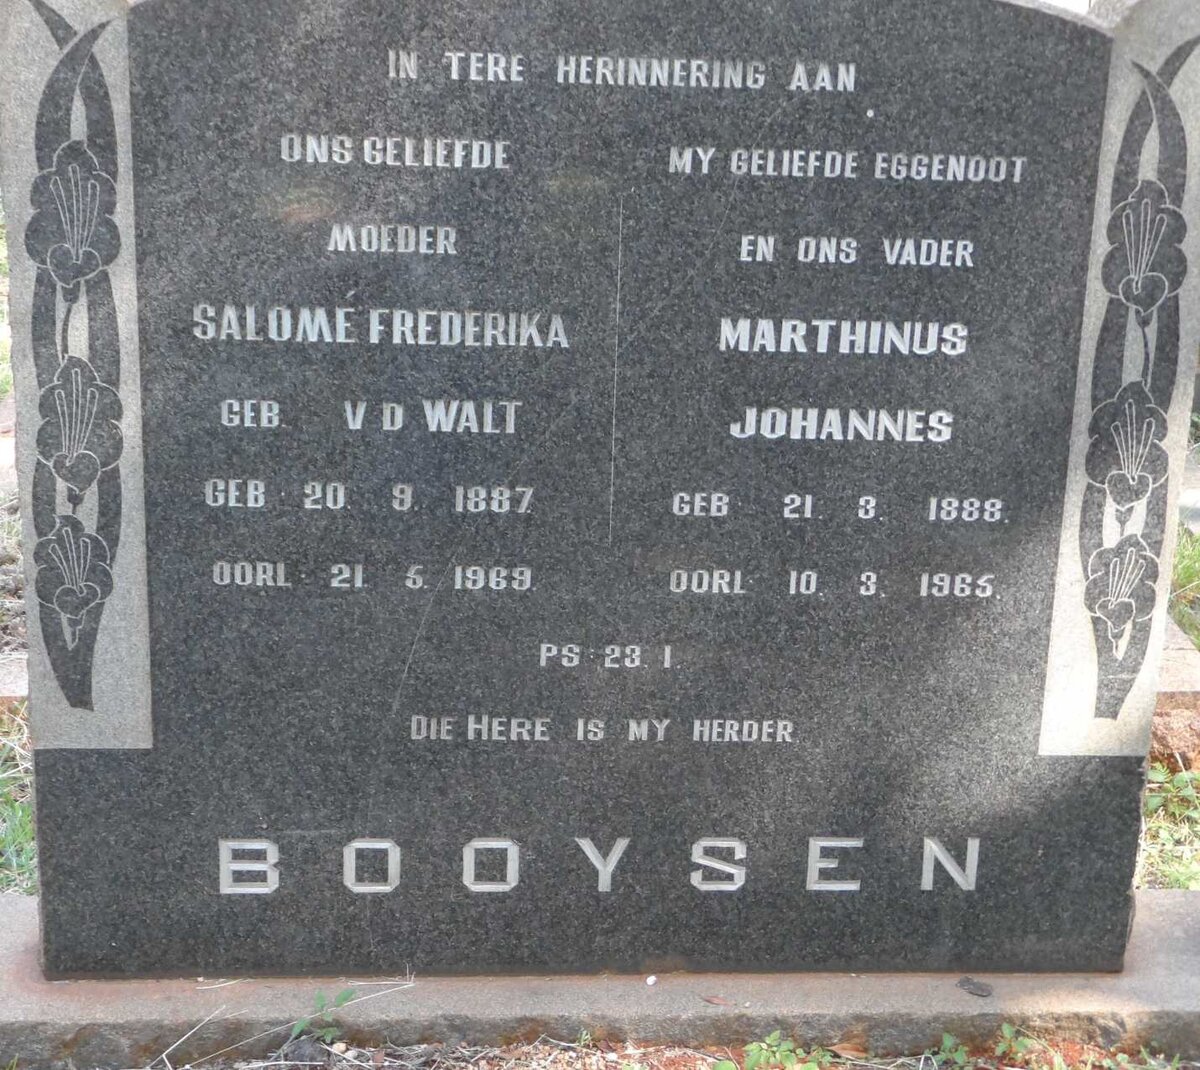 IN TERE HERINNERING AAN
ONS GELIEFDE
MOEDER
SALOMÉ FREDERIKA
GEB. V D WALT
GEB. 20. 9. 1887.
OORL. 21. 5. 1969.
MY GELIEFDE EGGENOOT
EN ONS VADER
MARTHINUS
JOHANNES
GEB. 21. 3. 1888.
OORL. 10. 3. 1965.
PS. 23. 1.
DIE HERE IS MY HERDER
BOOYSEN